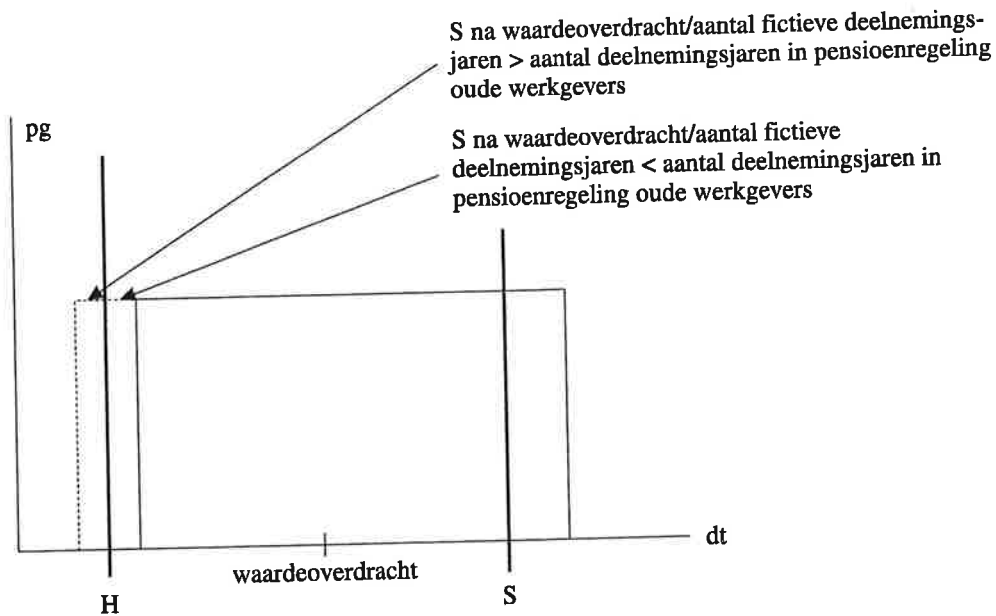 S na waardeoverdracht/aantal fictieve deelnemings-
jaren > aantal deelnemingsjaren in pensioenregeling
oude werkgevers
pg
S na waardeoverdracht/aantal fictieve
deelnemingsjaren < aantal deelnemingsjaren in
pensioenregeling oude werkgevers
dt
waardeoverdracht
H
S